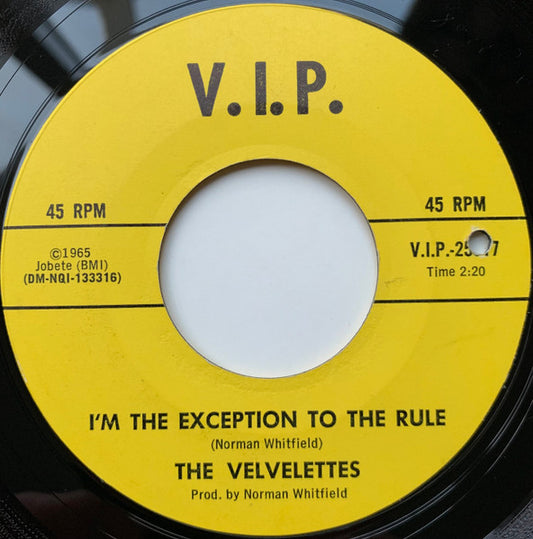 V.I.P.
45 RPM
45 RPM
©1965
Jobete (BMI)
(DM-NQI-133316)
Time 2:20
I'M THE EXCEPTION TO THE RULE
(Norman Whitfield)
THE VELVELETTES
Prod. by Norman Whitfield